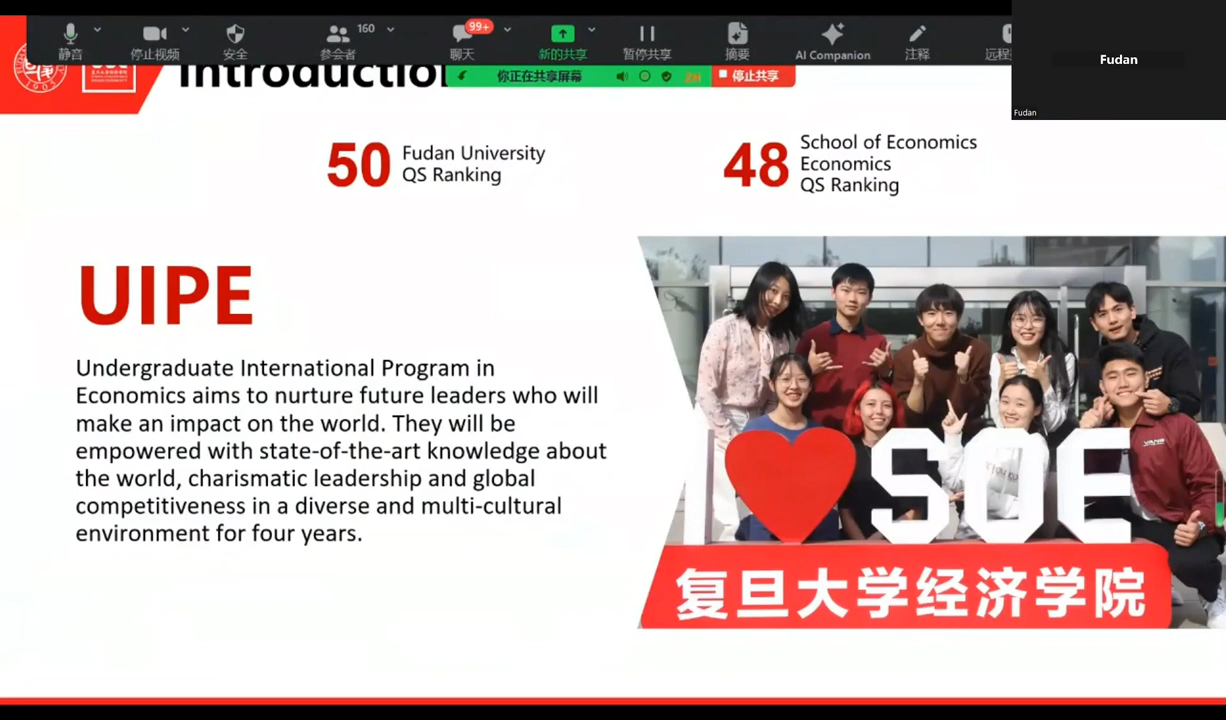 160
99+
静音
停止视频
安全
参会者
聊天
新的共享
暂停共享
摘要
AI Companion
注释
Fudan
Fudan
你正在共享屏幕
停止共享
50
Fudan University
QS Ranking
48
School of Economics
Economics
QS Ranking
UIPE
Undergraduate International Program in
Economics aims to nurture future leaders who will
make an impact on the world. They will be
empowered with state-of-the-art knowledge about
the world, charismatic leadership and global
competitiveness in a diverse and multi-cultural
environment for four years.
I ❤ SOE
复旦大学经济学院